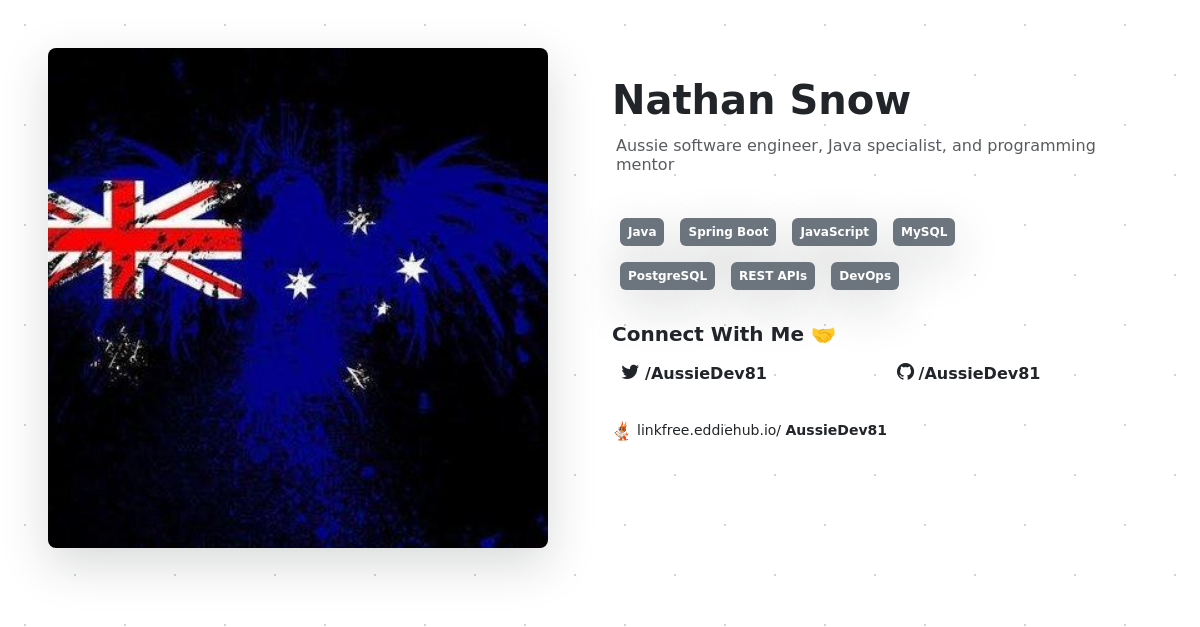 Nathan Snow
Aussie software engineer, Java specialist, and programming
mentor
Java Spring Boot JavaScript MySQL
PostgreSQL REST APIs DevOps
Connect With Me 🤝
/AussieDev81 /AussieDev81
linkfree.eddiehub.io/ AussieDev81